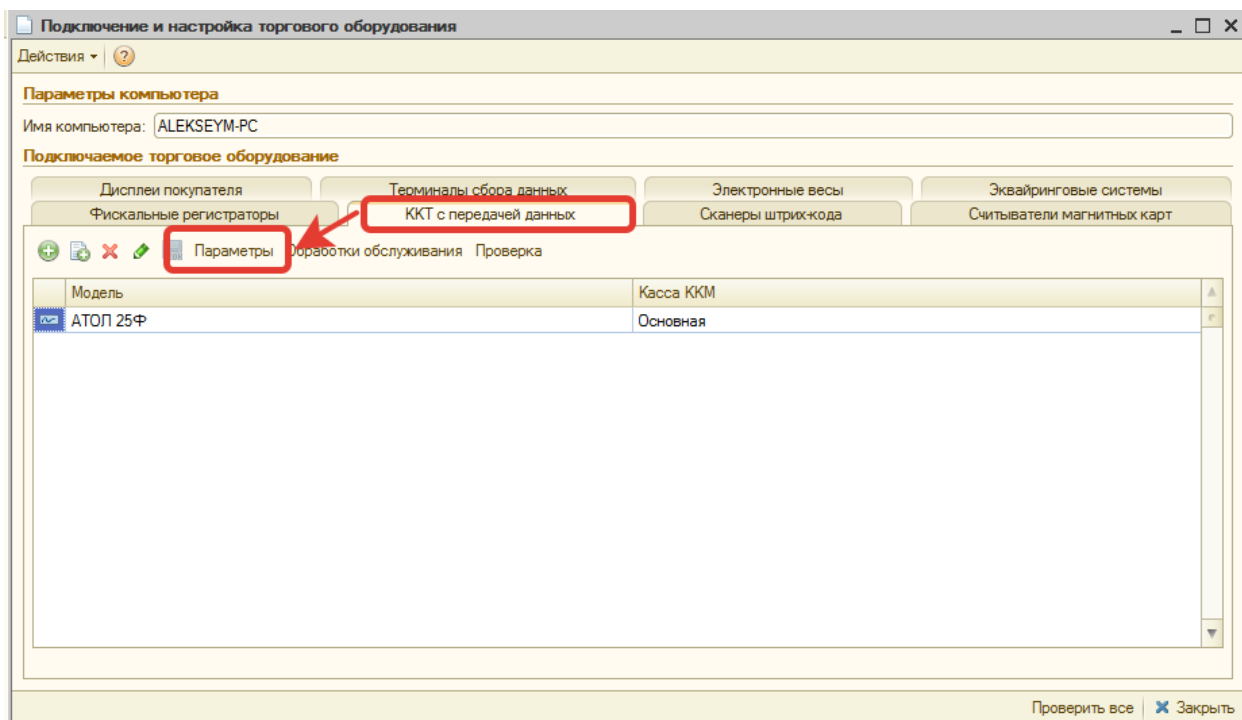 Подключение и настройка торгового оборудования
Действия
Параметры компьютера
Имя компьютера: ALEKSEYM-PC
Подключаемое торговое оборудование
Дисплеи покупателя Терминалы сбора данных Электронные весы Эквайринговые системы
Фискальные регистраторы ККТ с передачей данных Сканеры штрих-кода Считыватели магнитных карт
Параметры Обработки обслуживания Проверка
Модель Касса ККМ
АТОЛ 25Ф Основная
Проверить все Закрыть